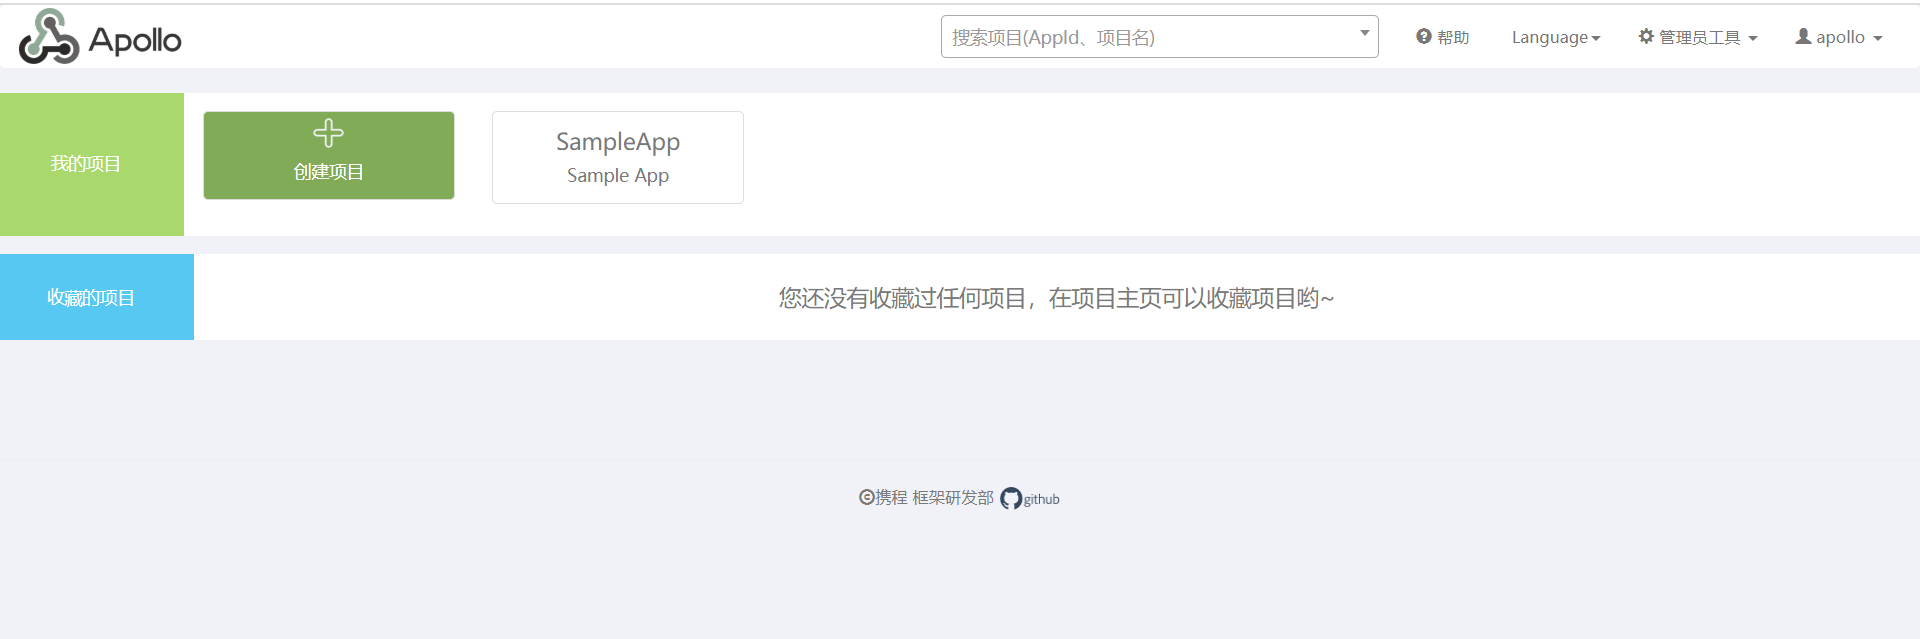 Apollo
搜索项目(AppId、项目名)
帮助
Language
管理员工具
apollo
我的项目
创建项目
SampleApp
Sample App
收藏的项目
您还没有收藏过任何项目，在项目主页可以收藏项目哟~
©携程 框架研发部 github